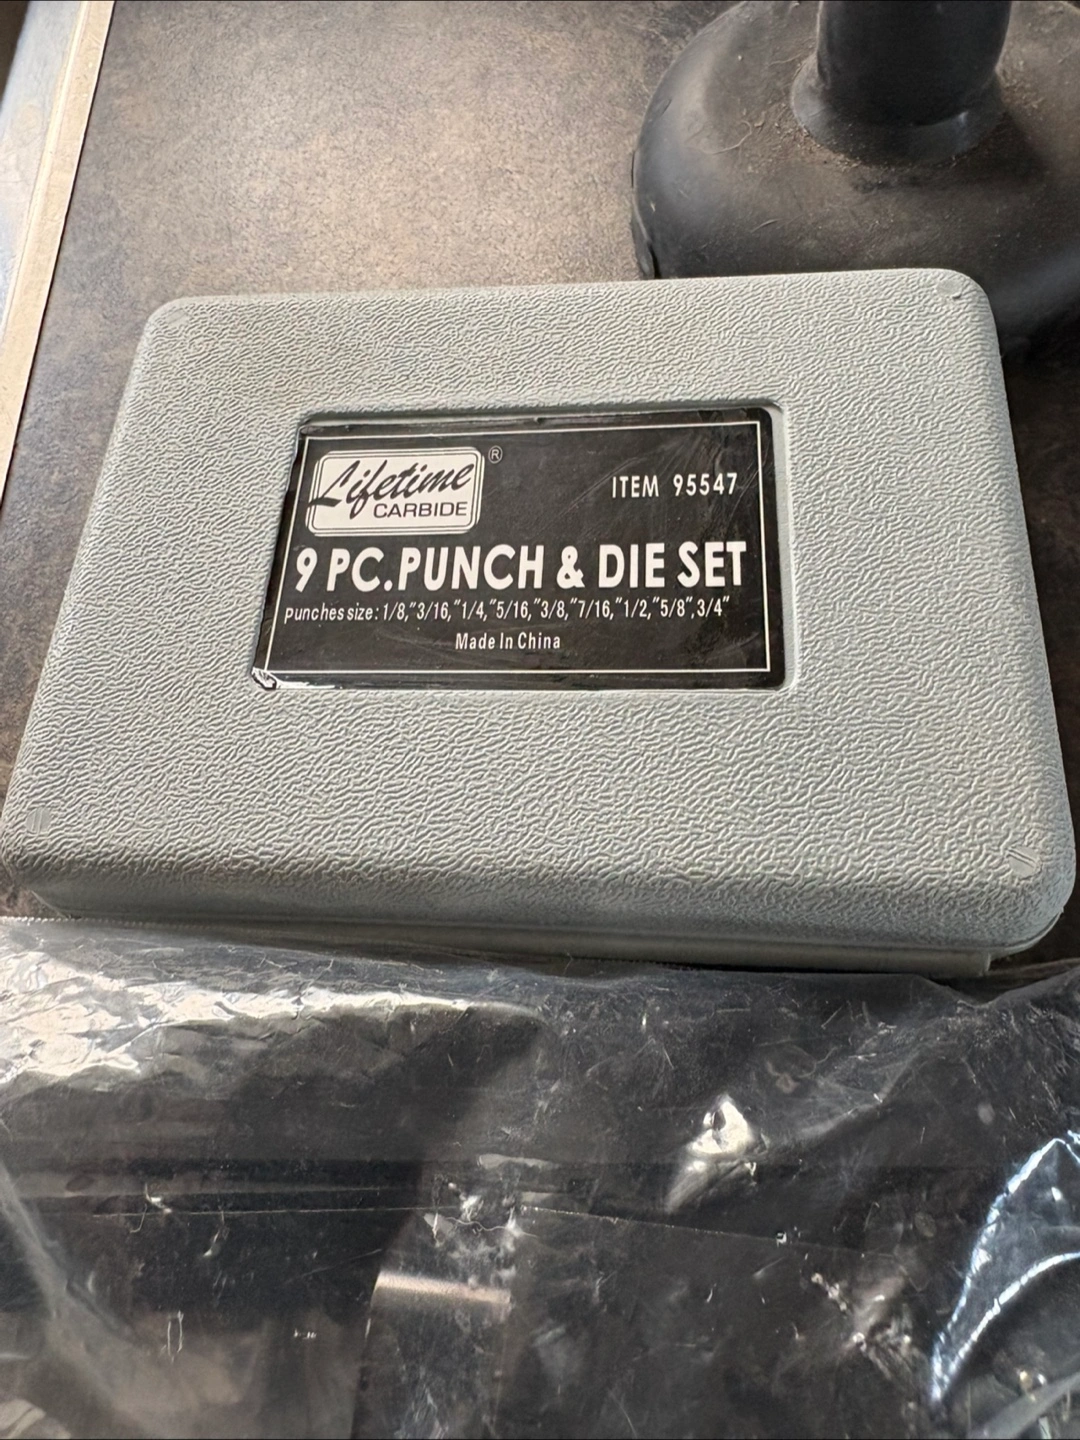 Lifetime ®
CARBIDE
ITEM 95547
9 PC.PUNCH & DIE SET
punches size: 1/8,"3/16,"1/4,"5/16,"3/8,"7/16,"1/2,"5/8",3/4"
Made In China